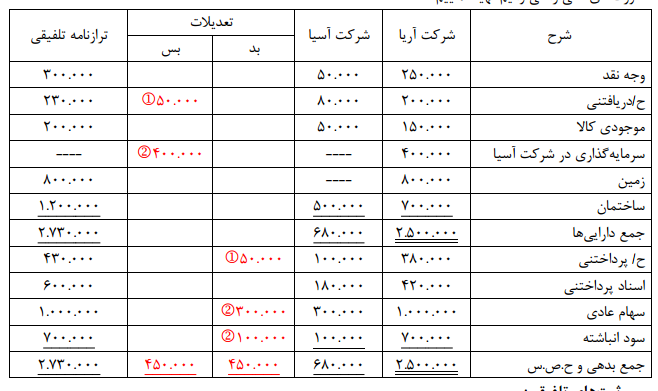 شرح	شرکت آریا	شرکت آسیا	تعدیلات	ترازنامه تلفیقی
بد	بس
وجه نقد	۲۵۰.۰۰۰	۵۰.۰۰۰	۳۰۰.۰۰۰
ح/دریافتنی	۲۰۰.۰۰۰	۸۰.۰۰۰	①۵۰.۰۰۰	۲۳۰.۰۰۰
موجودی کالا	۱۵۰.۰۰۰	۵۰.۰۰۰	۲۰۰.۰۰۰
سرمایه‌گذاری در شرکت آسیا	۴۰۰.۰۰۰	----	②۴۰۰.۰۰۰	----
زمین	۸۰۰.۰۰۰	----	۸۰۰.۰۰۰
ساختمان	۷۰۰.۰۰۰	۵۰۰.۰۰۰	۱.۲۰۰.۰۰۰
جمع دارایی‌ها	۲.۵۰۰.۰۰۰	۶۸۰.۰۰۰	۲.۷۳۰.۰۰۰
ح/ پرداختنی	۳۸۰.۰۰۰	۱۰۰.۰۰۰	①۵۰.۰۰۰	۴۳۰.۰۰۰
اسناد پرداختنی	۴۲۰.۰۰۰	۱۸۰.۰۰۰	۶۰۰.۰۰۰
سهام عادی	۱.۰۰۰.۰۰۰	۳۰۰.۰۰۰	②۳۰۰.۰۰۰	۱.۰۰۰.۰۰۰
سود انباشته	۷۰۰.۰۰۰	۱۰۰.۰۰۰	②۱۰۰.۰۰۰	۷۰۰.۰۰۰
جمع بدهی و ح.ص.س	۲.۵۰۰.۰۰۰	۶۸۰.۰۰۰	۴۵۰.۰۰۰	۴۵۰.۰۰۰	۲.۷۳۰.۰۰۰